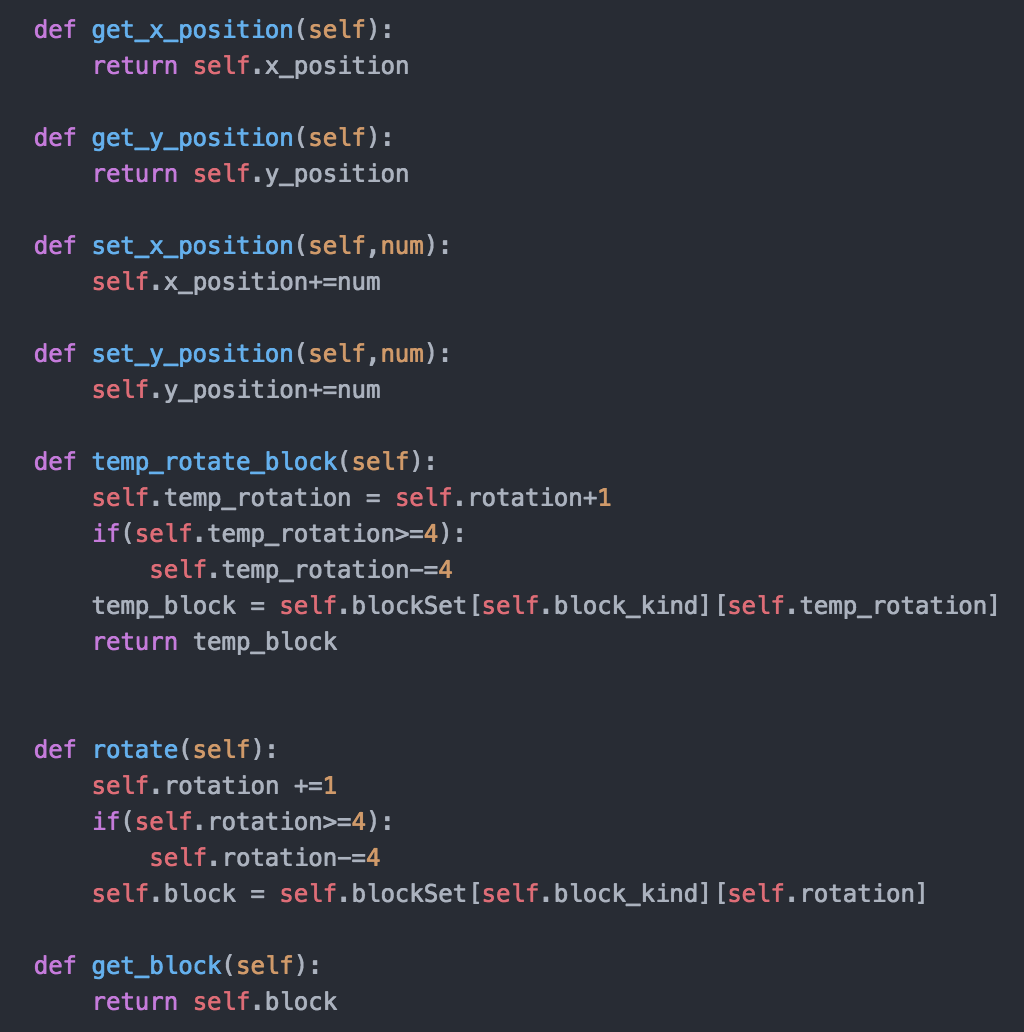 def get_x_position(self):
    return self.x_position

def get_y_position(self):
    return self.y_position

def set_x_position(self,num):
    self.x_position+=num

def set_y_position(self,num):
    self.y_position+=num

def temp_rotate_block(self):
    self.temp_rotation = self.rotation+1
    if(self.temp_rotation>=4):
        self.temp_rotation-=4
    temp_block = self.blockSet[self.block_kind][self.temp_rotation]
    return temp_block


def rotate(self):
    self.rotation +=1
    if(self.rotation>=4):
        self.rotation-=4
    self.block = self.blockSet[self.block_kind][self.rotation]

def get_block(self):
    return self.block